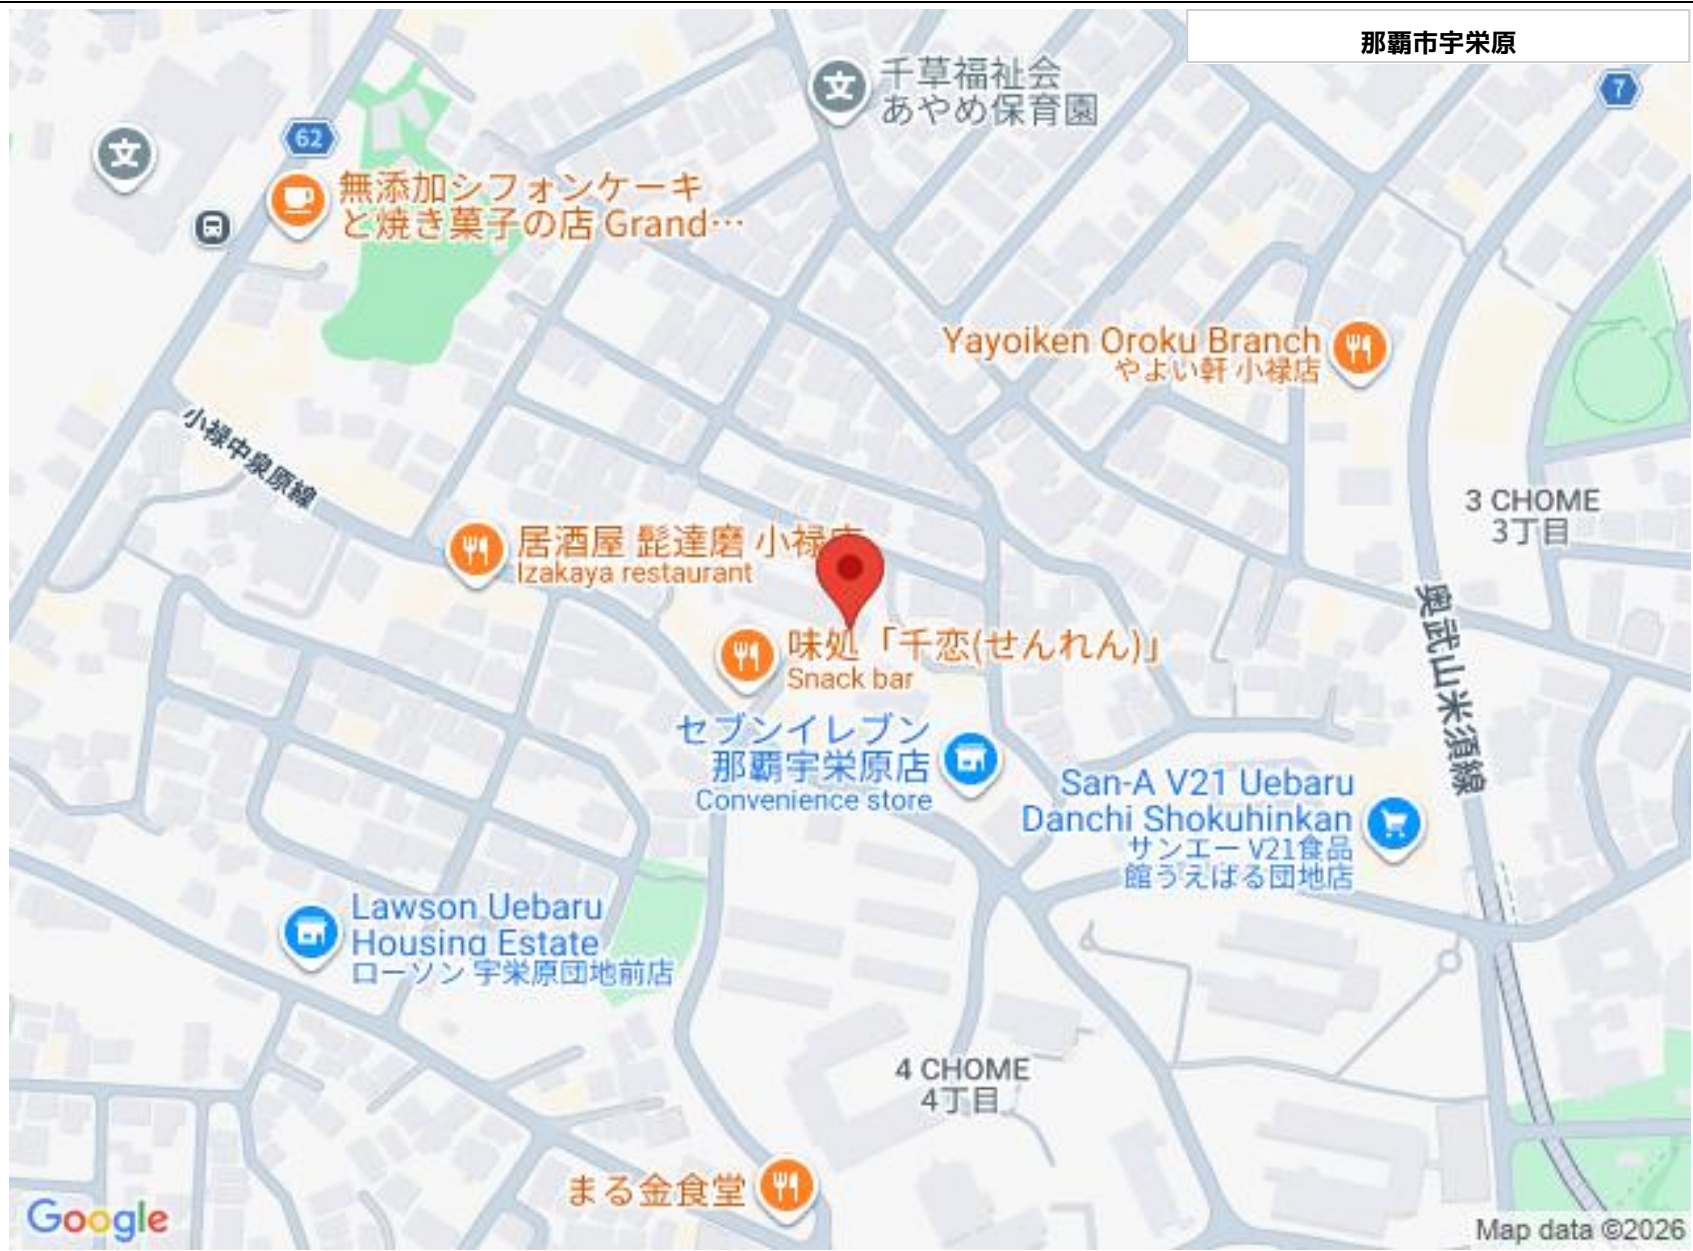 那覇市宇栄原
千草福祉会
あやめ保育園
7
文
文
62
無添加シフォンケーキ
と焼き菓子の店 Grand…
Yayoiken Oroku Branch
やよい軒 小禄店
小禄中泉原線
3 CHOME
3丁目
居酒屋 髭達磨 小禄店
Izakaya restaurant
奥武山米須線
味処「千恋(せんれん)」
Snack bar
セブンイレブン
那覇宇栄原店
Convenience store
San-A V21 Uebaru
Danchi Shokuhinkan
サンエー V21食品
館うえばる団地店
Lawson Uebaru
Housing Estate
ローソン 宇栄原団地前店
4 CHOME
4丁目
まる金食堂
Google
Map data ©2026